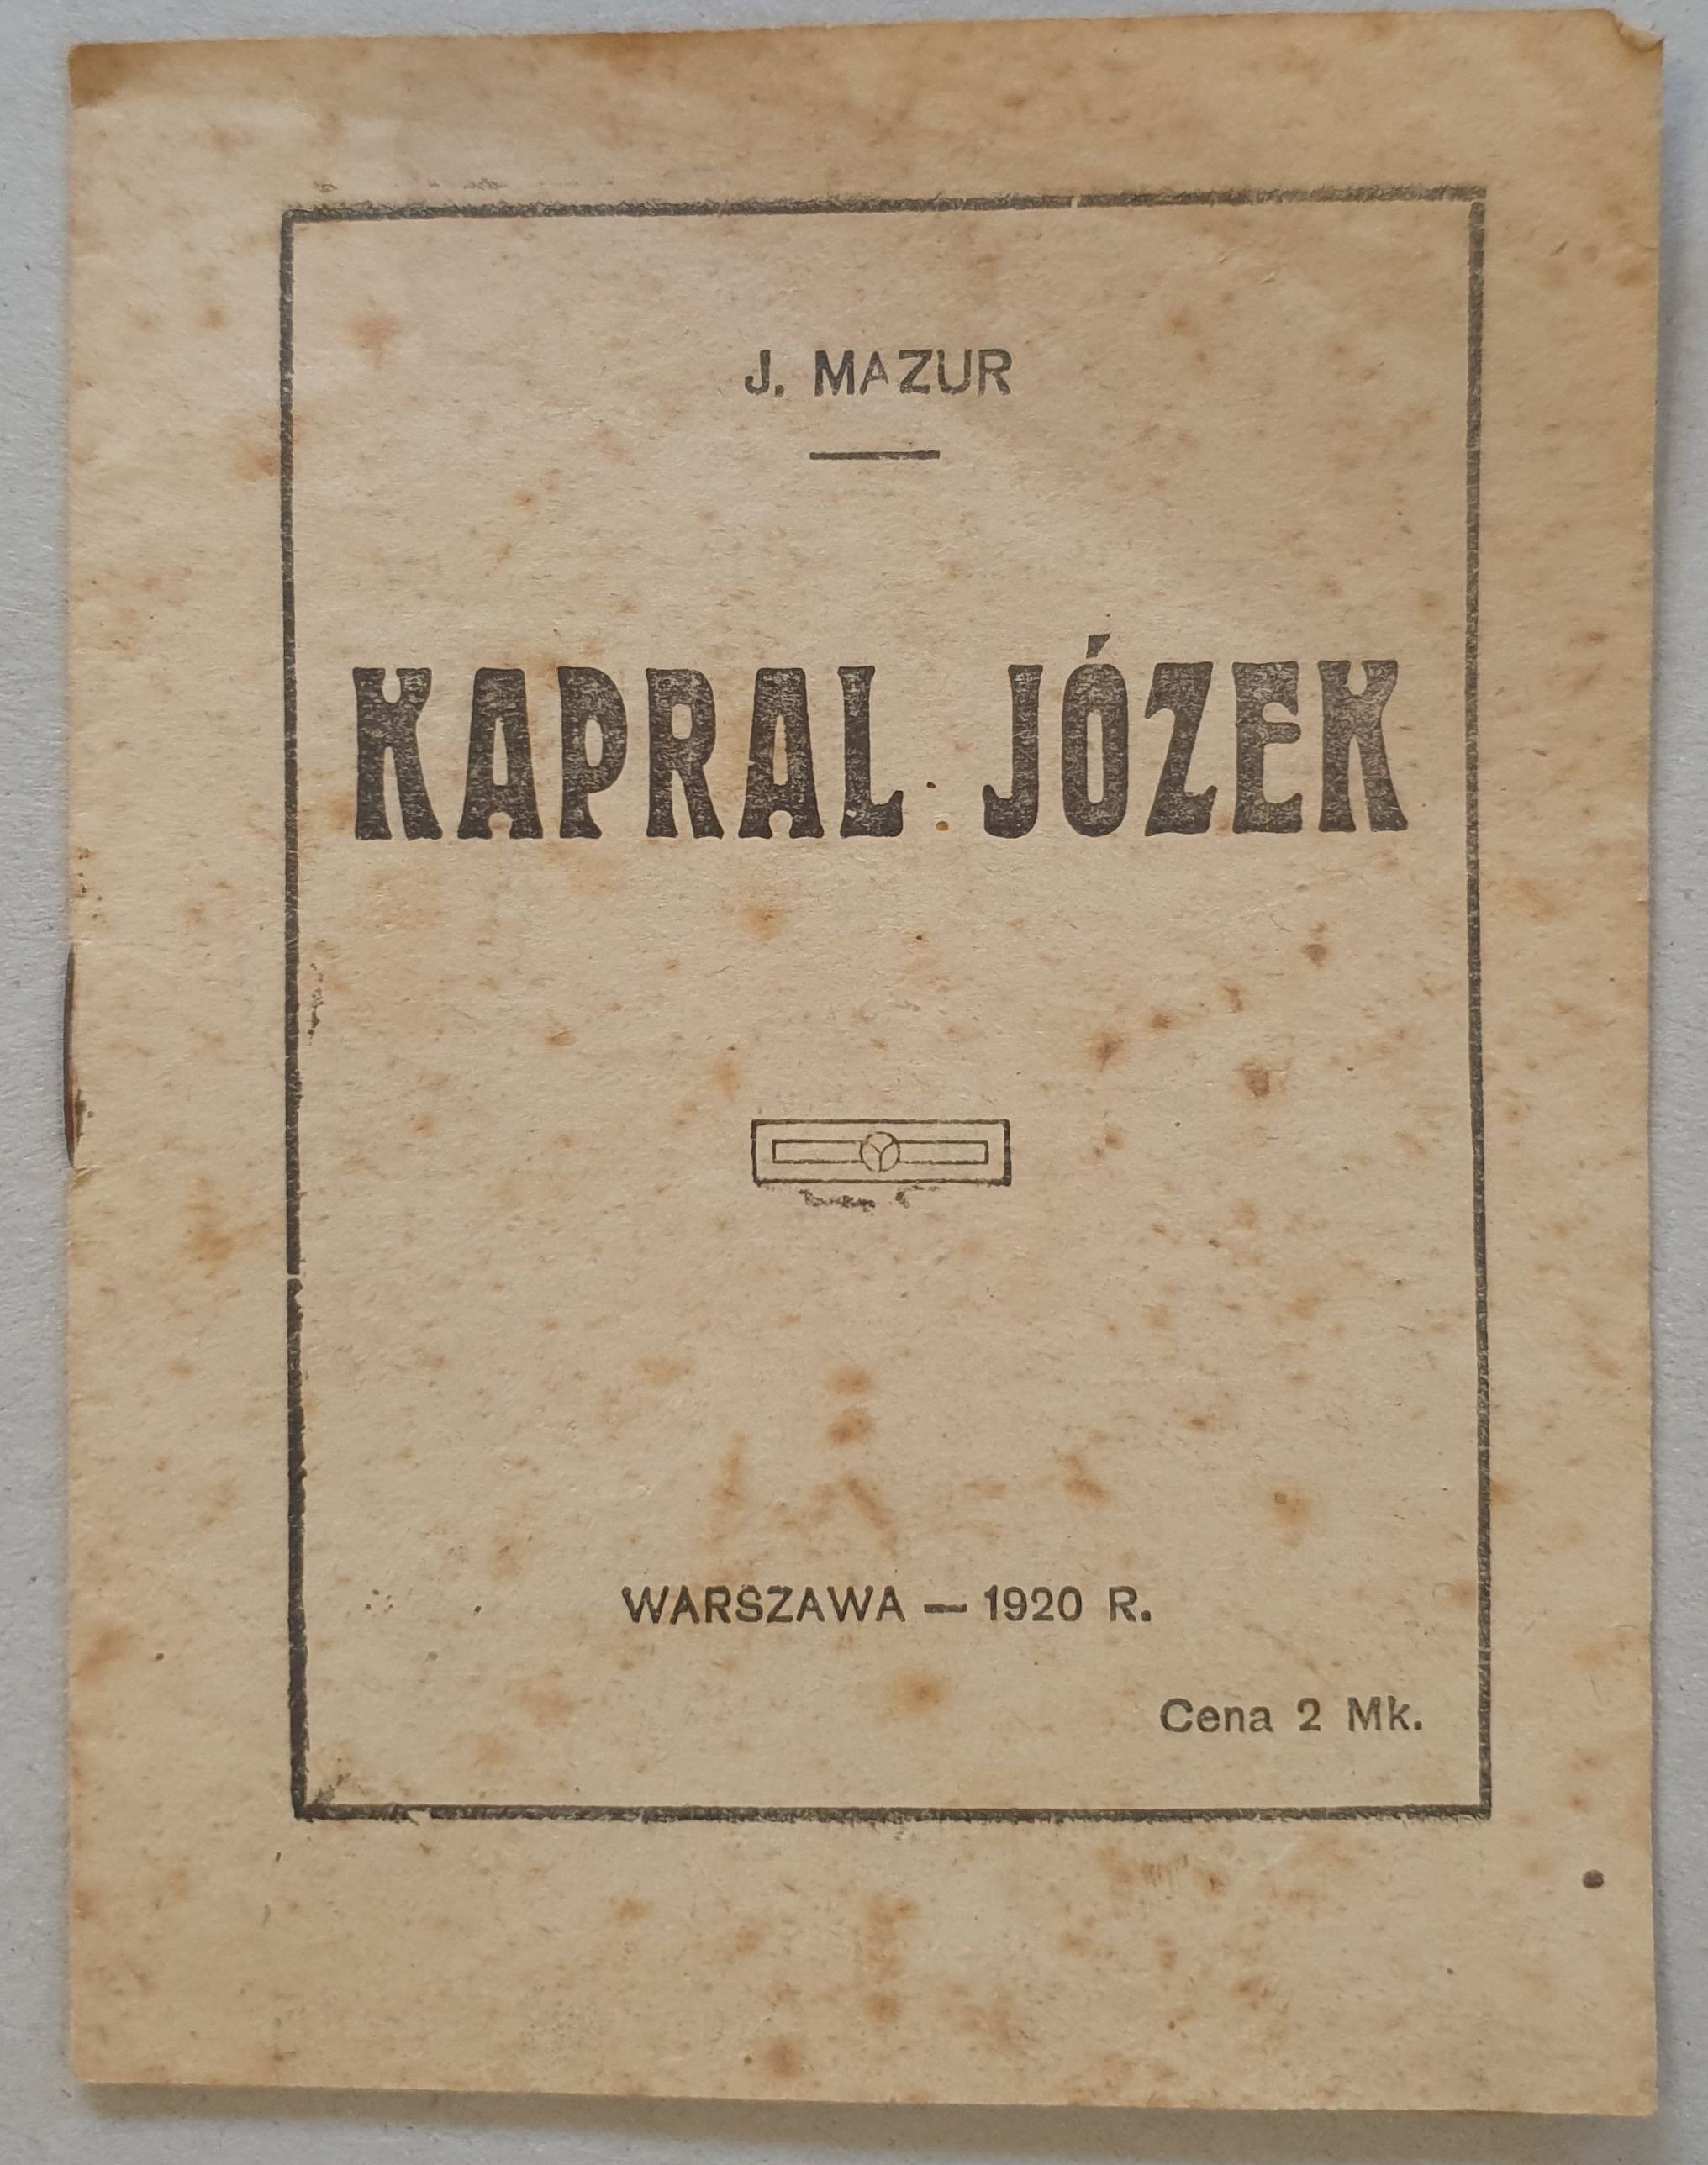 J. MAZUR
KAPRAL JÓZEK
WARSZAWA — 1920 R.
Cena 2 Mk.